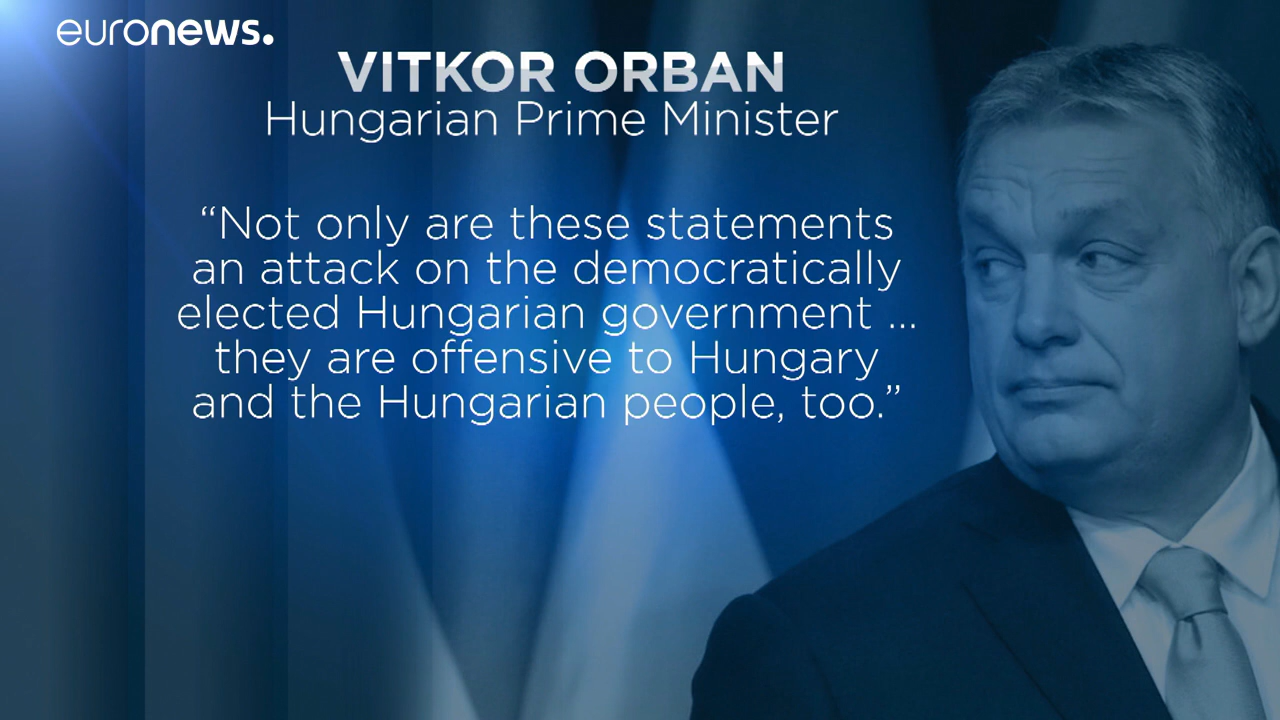 euronews.
VITKOR ORBAN
Hungarian Prime Minister
“Not only are these statements
an attack on the democratically
elected Hungarian government ...
they are offensive to Hungary
and the Hungarian people, too.”